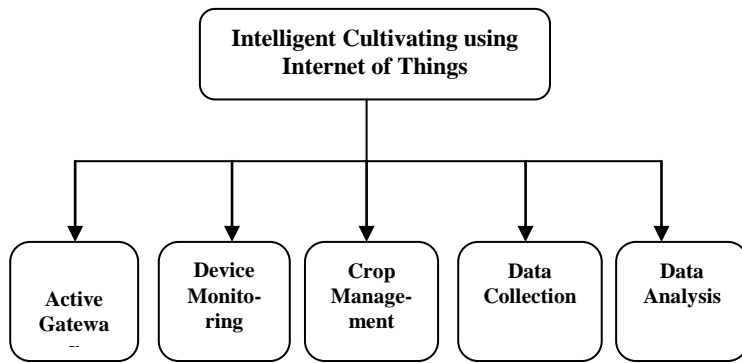 Intelligent Cultivating using
Internet of Things
Active
Gatewa
Device
Monito-
ring
Crop
Manage-
ment
Data
Collection
Data
Analysis